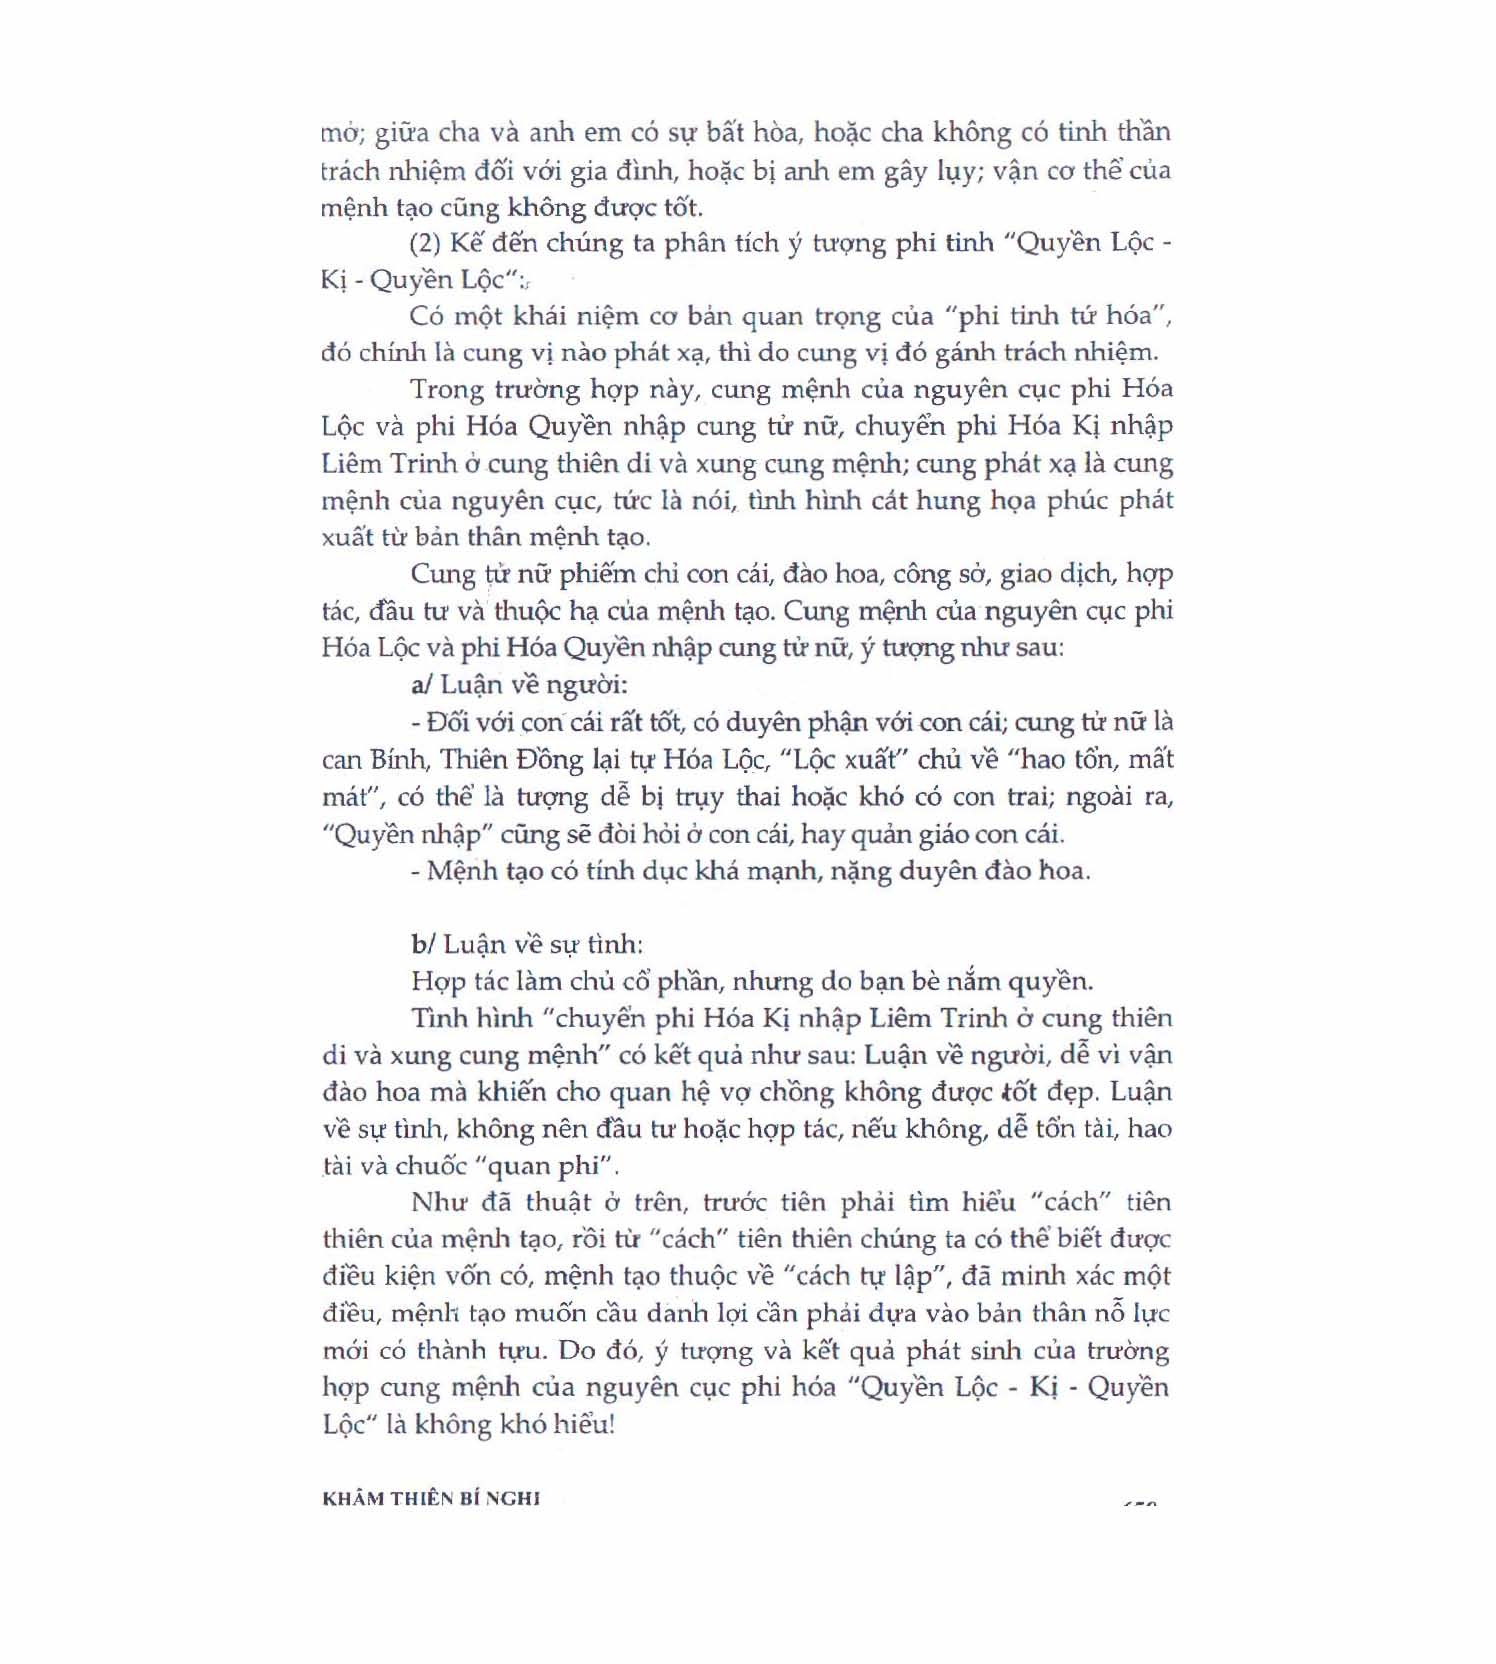 mở; giữa cha và anh em có sự bất hòa, hoặc cha không có tinh thần
trách nhiệm đối với gia đình, hoặc bị anh em gây lụy; vận cơ thể của
mệnh tạo cũng không được tốt.
(2) Kế đến chúng ta phân tích ý tượng phi tinh "Quyền Lộc -
Kị - Quyền Lộc":
Có một khái niệm cơ bản quan trọng của "phi tinh tứ hóa",
đó chính là cung vị nào phát xạ, thì do cung vị đó gánh trách nhiệm.
Trong trường hợp này, cung mệnh của nguyên cục phi Hóa
Lộc và phi Hóa Quyền nhập cung tử nữ, chuyển phi Hóa Kị nhập
Liêm Trinh ở cung thiên di và xung cung mệnh; cung phát xạ là cung
mệnh của nguyên cục, tức là nói, tình hình cát hung họa phúc phát
xuất từ bản thân mệnh tạo.
Cung tử nữ phiếm chỉ con cái, đào hoa, công sở, giao dịch, hợp
tác, đầu tư và thuộc hạ của mệnh tạo. Cung mệnh của nguyên cục phi
Hóa Lộc và phi Hóa Quyền nhập cung tử nữ, ý tượng như sau:
a/ Luận về người:
- Đối với con cái rất tốt, có duyên phận với con cái; cung tử nữ là
can Bính, Thiên Đồng lại tự Hóa Lộc, "Lộc xuất" chủ về "hao tổn, mất
mát", có thể là tượng dễ bị trụy thai hoặc khó có con trai; ngoài ra,
"Quyền nhập" cũng sẽ đòi hỏi ở con cái, hay quản giáo con cái.
- Mệnh tạo có tính dục khá mạnh, nặng duyên đào hoa.
b/ Luận về sự tình:
Hợp tác làm chủ cổ phần, nhưng do bạn bè nắm quyền.
Tình hình "chuyển phi Hóa Kị nhập Liêm Trinh ở cung thiên
di và xung cung mệnh" có kết quả như sau: Luận về người, dễ vì vận
đào hoa mà khiến cho quan hệ vợ chồng không được tốt đẹp. Luận
về sự tình, không nên đầu tư hoặc hợp tác, nếu không, dễ tổn tài, hao
tài và chuốc "quan phi".
Như đã thuật ở trên, trước tiên phải tìm hiểu "cách" tiên
thiên của mệnh tạo, rồi từ "cách" tiên thiên chúng ta có thể biết được
điều kiện vốn có, mệnh tạo thuộc về "cách tự lập", đã minh xác một
điều, mệnh tạo muốn cầu danh lợi cần phải dựa vào bản thân nỗ lực
mới có thành tựu. Do đó, ý tượng và kết quả phát sinh của trường
hợp cung mệnh của nguyên cục phi hóa "Quyền Lộc - Kị - Quyền
Lộc" là không khó hiểu!
KHÂM THIÊN BÍ NGHI